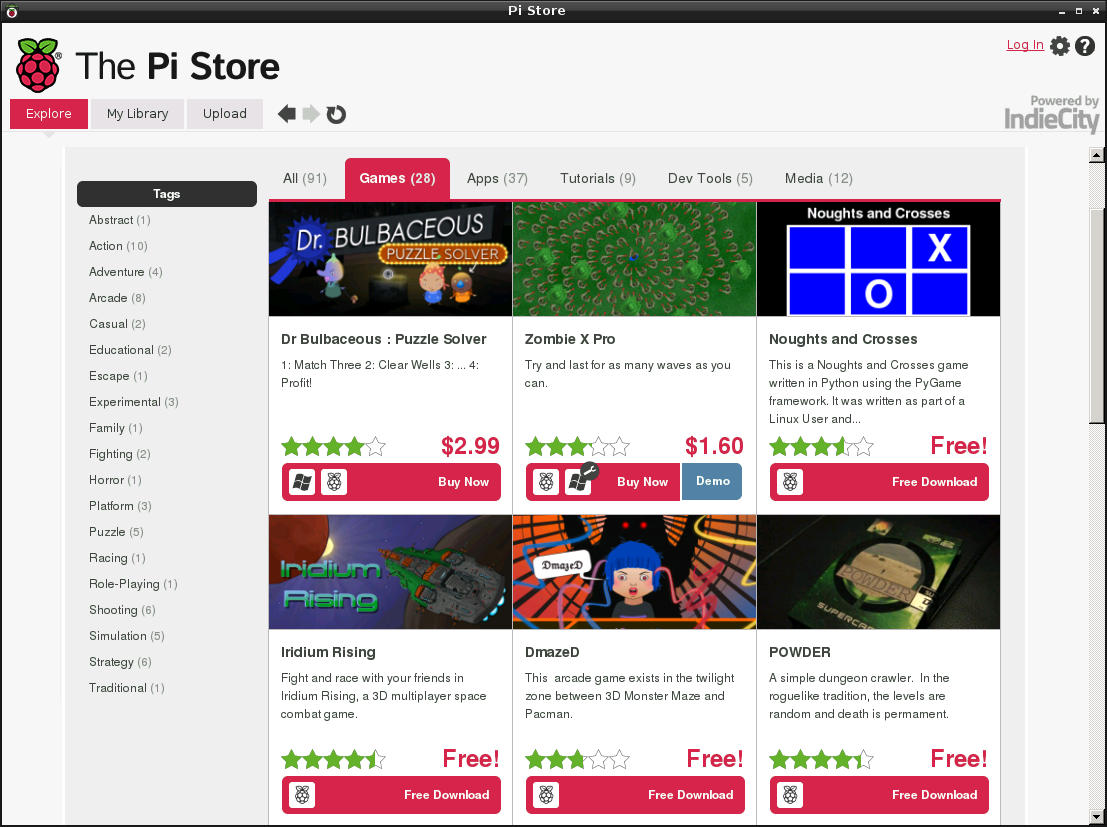 Pi Store
The Pi Store
Log In
Explore
My Library
Upload
Powered by
IndieCity
Tags
Abstract (1)
Action (10)
Adventure (4)
Arcade (8)
Casual (2)
Educational (2)
Escape (1)
Experimental (3)
Family (1)
Fighting (2)
Horror (1)
Platform (3)
Puzzle (5)
Racing (1)
Role-Playing (1)
Shooting (6)
Simulation (5)
Strategy (6)
Traditional (1)
All (91)
Games (28)
Apps (37)
Tutorials (9)
Dev Tools (5)
Media (12)
Dr. BULBACEOUS
PUZZLE SOLVER
Dr Bulbaceous : Puzzle Solver
1: Match Three 2: Clear Wells 3: ... 4:
Profit!
$2.99
Buy Now
Zombie X Pro
Try and last for as many waves as you
can.
$1.60
Buy Now
Demo
Noughts and Crosses
X
O
Noughts and Crosses
This is a Noughts and Crosses game
written in Python using the PyGame
framework. It was written as part of a
Linux User and...
Free!
Free Download
Iridium
Rising
Iridium Rising
Fight and race with your friends in
Iridium Rising, a 3D multiplayer space
combat game.
Free!
Free Download
DmazeD
DmazeD
This arcade game exists in the twilight
zone between 3D Monster Maze and
Pacman.
Free!
Free Download
POWDER
POWDER
A simple dungeon crawler. In the
roguelike tradition, the levels are
random and death is permament.
Free!
Free Download